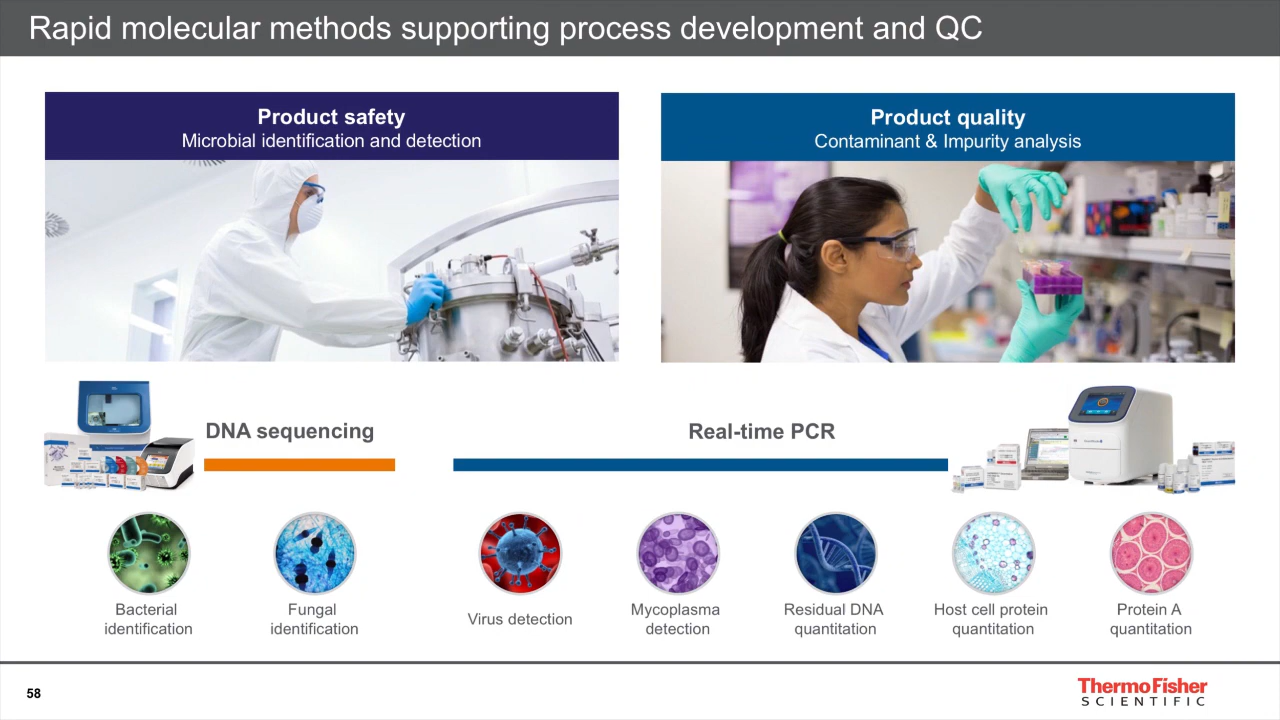 Rapid molecular methods supporting process development and QC
Product safety
Microbial identification and detection
Product quality
Contaminant & Impurity analysis
DNA sequencing
Real-time PCR
Bacterial
identification
Fungal
identification
Virus detection
Mycoplasma
detection
Residual DNA
quantitation
Host cell protein
quantitation
Protein A
quantitation
58
ThermoFisher
SCIENTIFIC